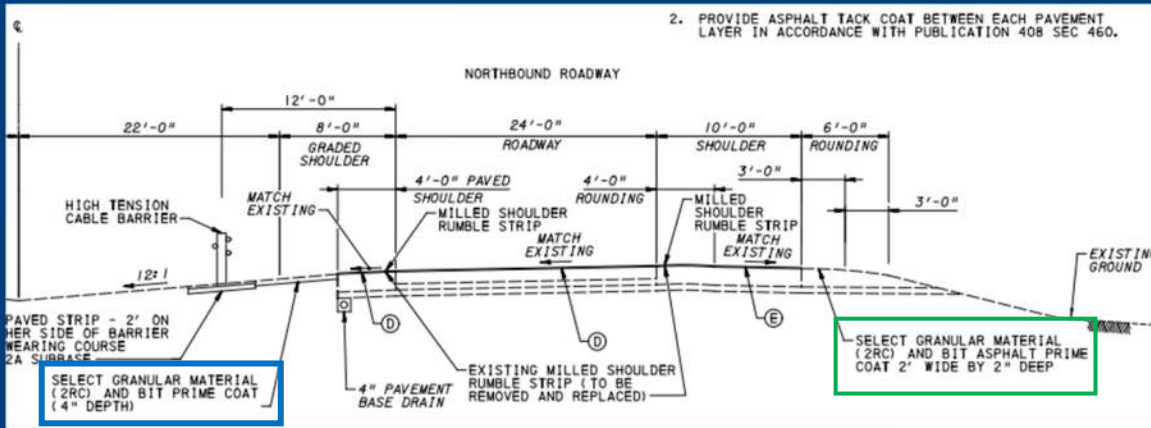 ℄
2. PROVIDE ASPHALT TACK COAT BETWEEN EACH PAVEMENT
LAYER IN ACCORDANCE WITH PUBLICATION 408 SEC 460.
NORTHBOUND ROADWAY
12'-0"
22'-0"
8'-0"
GRADED
SHOULDER
24'-0"
ROADWAY
10'-0"
SHOULDER
6'-0"
ROUNDING
3'-0"
3'-0"
4'-0" PAVED
SHOULDER
4'-0"
ROUNDING
HIGH TENSION
CABLE BARRIER
MATCH
EXISTING
MILLED SHOULDER
RUMBLE STRIP
MATCH
EXISTING
MILLED
SHOULDER
RUMBLE STRIP
MATCH
EXISTING
EXISTING
GROUND
12:1
D
D
E
PAVED STRIP - 2' ON
HER SIDE OF BARRIER
WEARING COURSE
2A SUBBASE
SELECT GRANULAR MATERIAL
(2RC) AND BIT PRIME COAT
(4" DEPTH)
4" PAVEMENT
BASE DRAIN
EXISTING MILLED SHOULDER
RUMBLE STRIP (TO BE
REMOVED AND REPLACED)
SELECT GRANULAR MATERIAL
(2RC) AND BIT ASPHALT PRIME
COAT 2' WIDE BY 2" DEEP